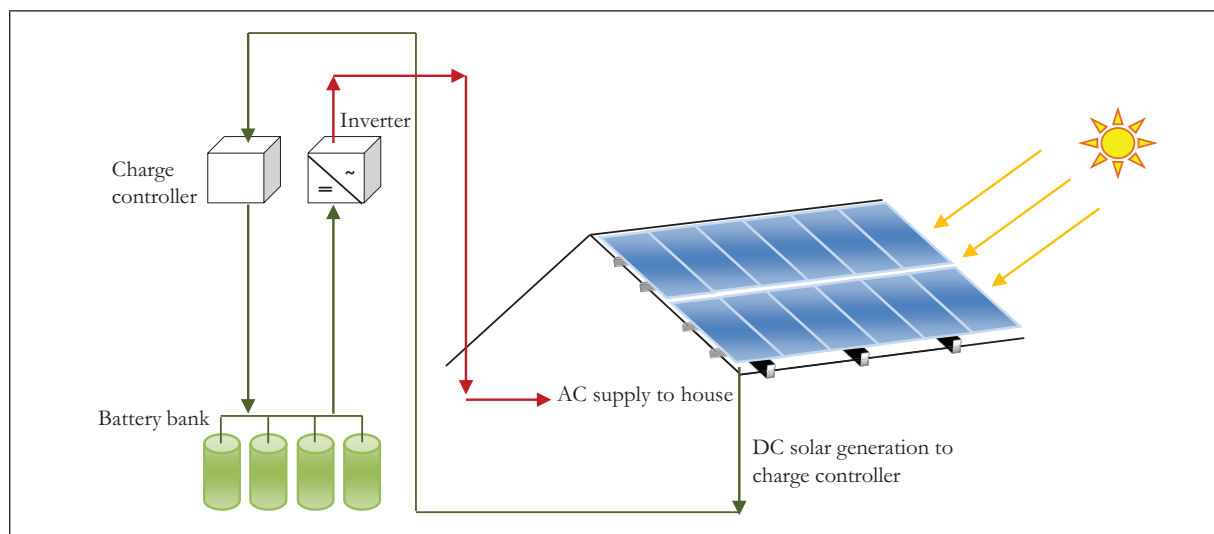 Inverter
Charge
controller
~
=
Battery bank
AC supply to house
DC solar generation to
charge controller